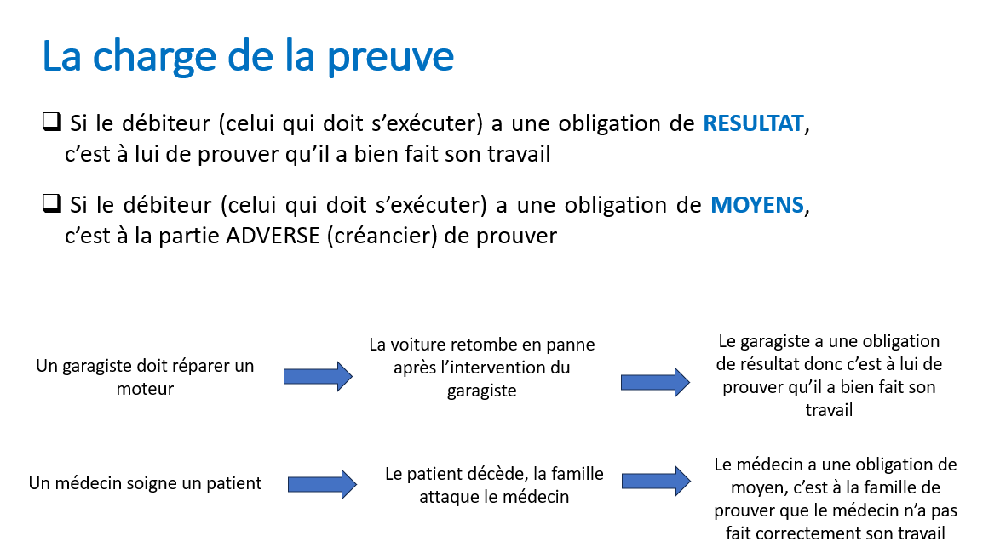 La charge de la preuve
❑ Si le débiteur (celui qui doit s’exécuter) a une obligation de RESULTAT,
c’est à lui de prouver qu’il a bien fait son travail
❑ Si le débiteur (celui qui doit s’exécuter) a une obligation de MOYENS,
c’est à la partie ADVERSE (créancier) de prouver
Un garagiste doit réparer un
moteur
La voiture retombe en panne
après l’intervention du
garagiste
Le garagiste a une obligation
de résultat donc c’est à lui de
prouver qu’il a bien fait son
travail
Un médecin soigne un patient
Le patient décède, la famille
attaque le médecin
Le médecin a une obligation de
moyen, c’est à la famille de
prouver que le médecin n’a pas
fait correctement son travail